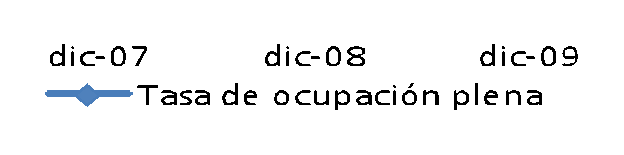 dic-07 dic-08 dic-09
Tasa de ocupación plena